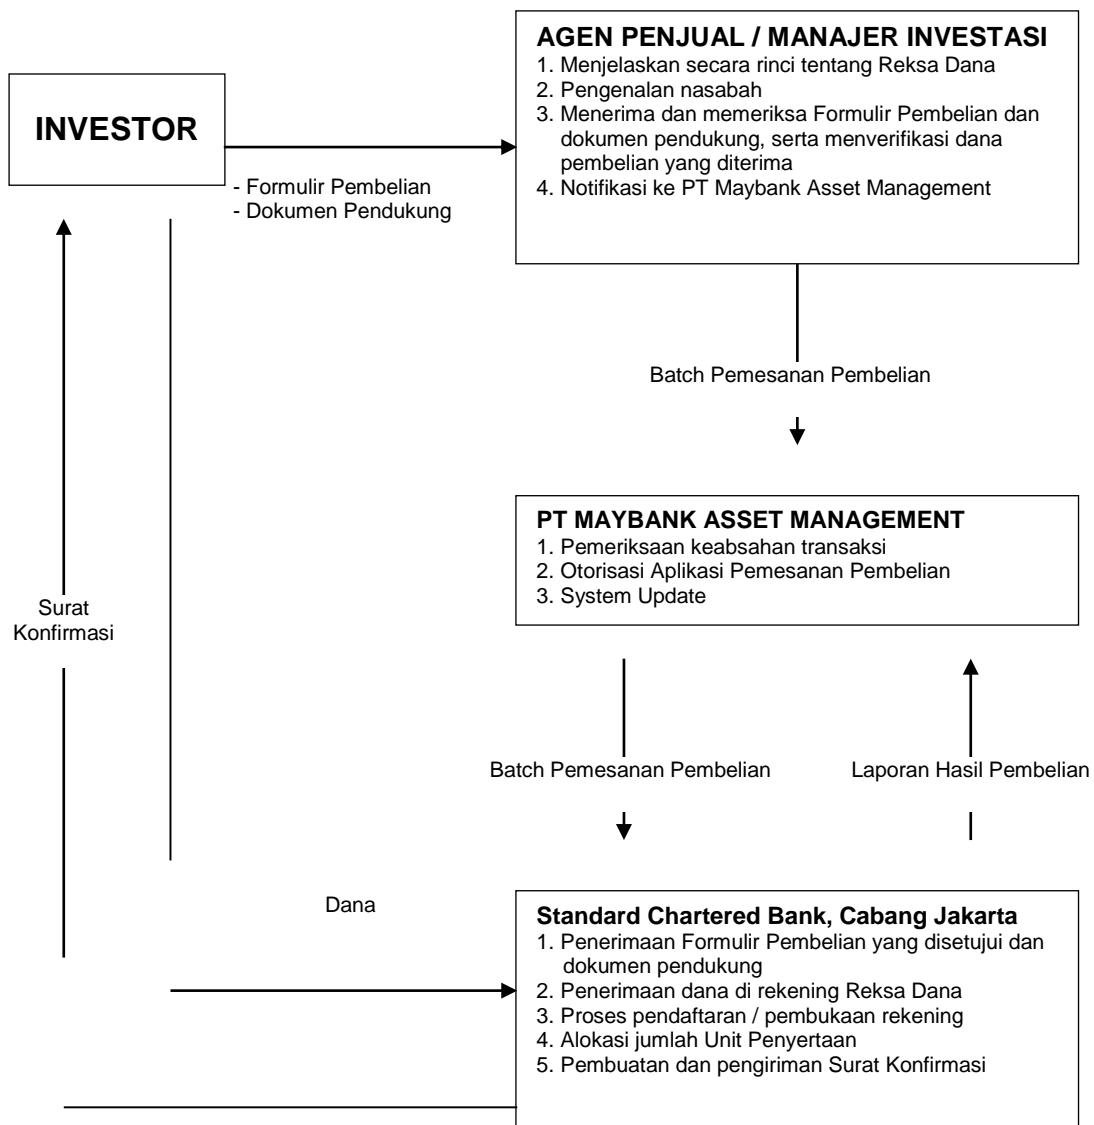 AGEN PENJUAL / MANAJER INVESTASI
1. Menjelaskan secara rinci tentang Reksa Dana
2. Pengenalan nasabah
3. Menerima dan memeriksa Formulir Pembelian dan
dokumen pendukung, serta menverifikasi dana
pembelian yang diterima
4. Notifikasi ke PT Maybank Asset Management
INVESTOR
- Formulir Pembelian
- Dokumen Pendukung
Batch Pemesanan Pembelian
PT MAYBANK ASSET MANAGEMENT
1. Pemeriksaan keabsahan transaksi
2. Otorisasi Aplikasi Pemesanan Pembelian
3. System Update
Surat
Konfirmasi
Batch Pemesanan Pembelian
Laporan Hasil Pembelian
Dana
Standard Chartered Bank, Cabang Jakarta
1. Penerimaan Formulir Pembelian yang disetujui dan
dokumen pendukung
2. Penerimaan dana di rekening Reksa Dana
3. Proses pendaftaran / pembukaan rekening
4. Alokasi jumlah Unit Penyertaan
5. Pembuatan dan pengiriman Surat Konfirmasi